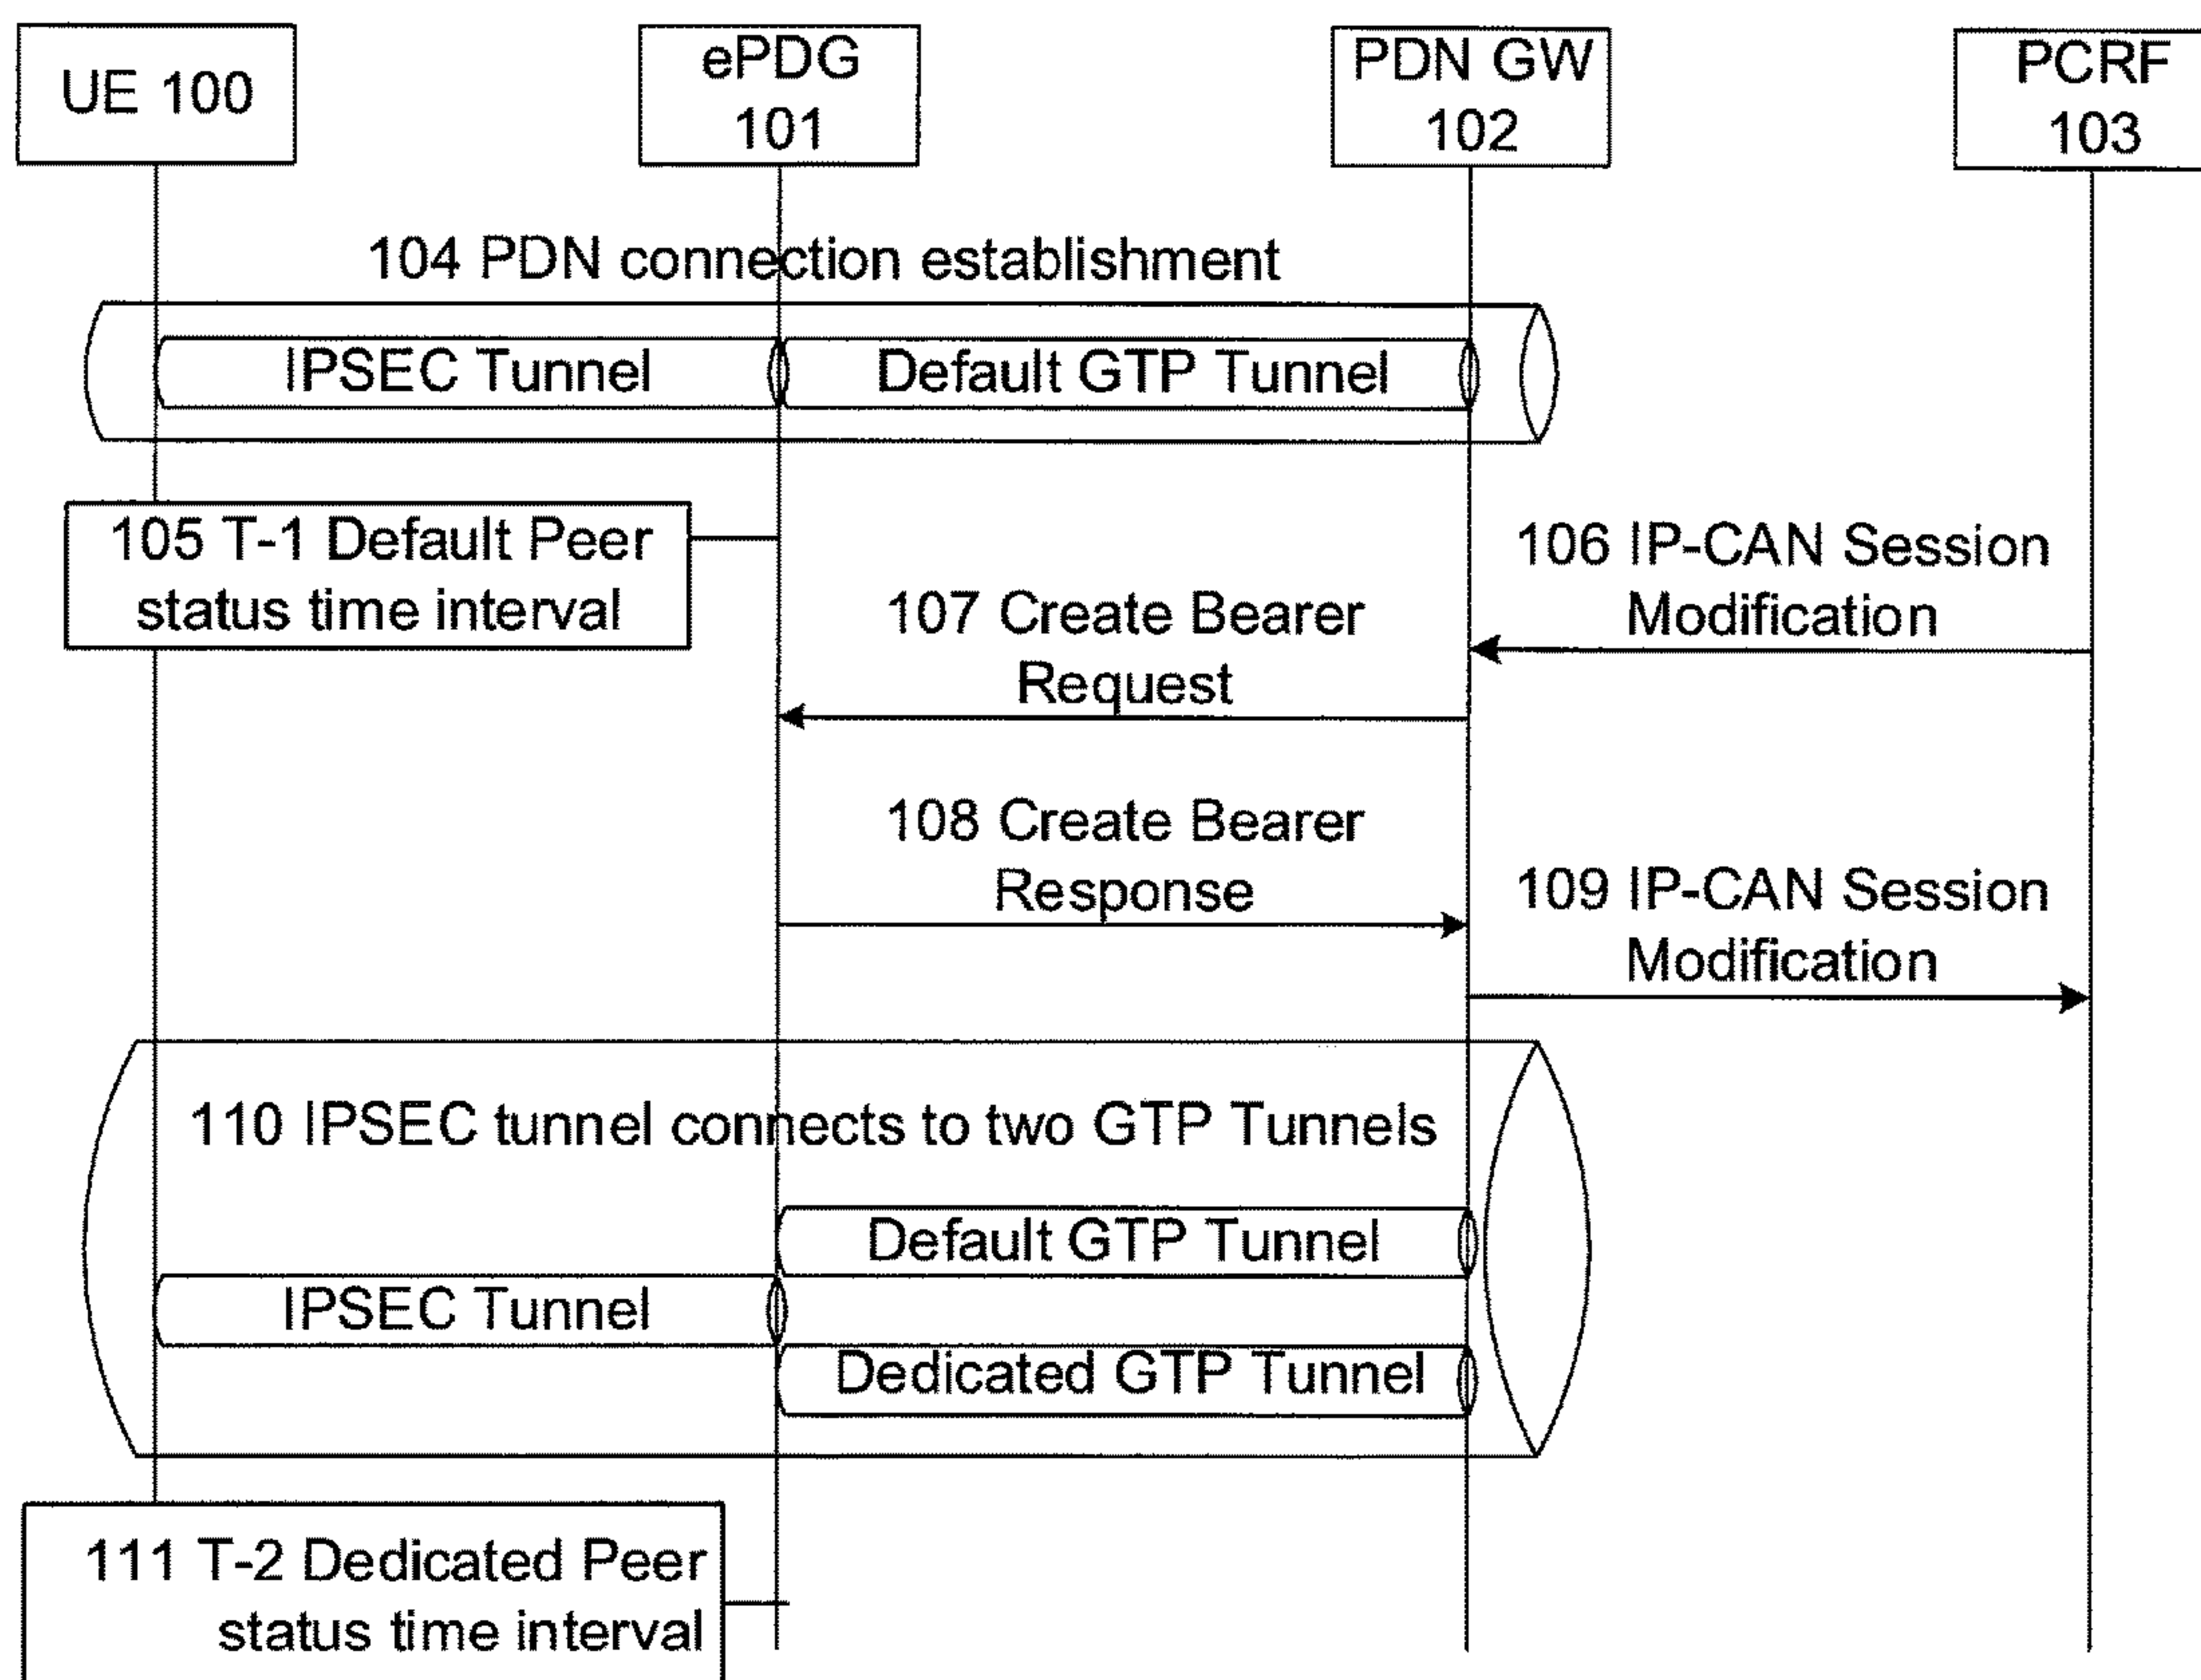 UE 100
ePDG
101
PDN GW
102
PCRF
103
104 PDN connection establishment
IPSEC Tunnel
Default GTP Tunnel
105 T-1 Default Peer
status time interval
106 IP-CAN Session
Modification
107 Create Bearer
Request
108 Create Bearer
Response
109 IP-CAN Session
Modification
110 IPSEC tunnel connects to two GTP Tunnels
Default GTP Tunnel
IPSEC Tunnel
Dedicated GTP Tunnel
111 T-2 Dedicated Peer
status time interval